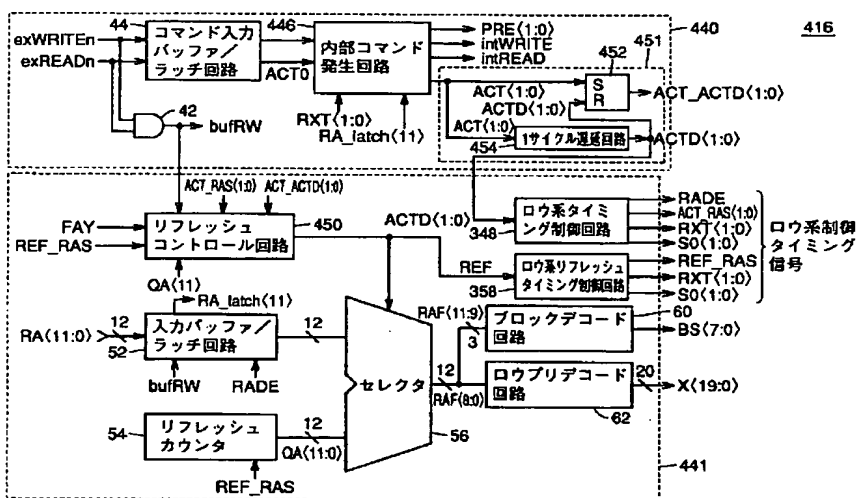 416
440
44
446
451
452
exWRITEn
exREADn
コマンド入力
バッファ/
ラッチ回路
ACT0
内部コマンド
発生回路
PRE⟨1:0⟩
intWRITE
intREAD
42
bufRW
RXT⟨1:0⟩
RA_latch⟨11⟩
ACT⟨1:0⟩
ACTD⟨1:0⟩
S
R
ACT_ACTD⟨1:0⟩
ACT⟨1:0⟩
454
1サイクル遅延回路
ACTD⟨1:0⟩
ACT_RAS⟨1:0⟩
ACT_ACTD⟨1:0⟩
FAY
REF_RAS
リフレッシュ
コントロール回路
450
QA⟨11⟩
ACTD⟨1:0⟩
348
ロウ系タイミ
ング制御回路
RADE
ACT_RAS⟨1:0⟩
RXT⟨1:0⟩
S0⟨1:0⟩
REF
358
ロウ系リフレッシュ
タイミング制御回路
REF_RAS
RXT⟨1:0⟩
S0⟨1:0⟩
ロウ系制御
タイミング
信号
RA_latch⟨11⟩
RA⟨11:0⟩
12
52
入力バッファ/
ラッチ回路
12
bufRW
RADE
セレクタ
56
12
RAF⟨11:9⟩
3
RAF⟨8:0⟩
60
ブロックデコード
回路
BS⟨7:0⟩
ロウプリデコード
回路
62
20
X⟨19:0⟩
54
リフレッシュ
カウンタ
12
QA⟨11:0⟩
REF_RAS
441